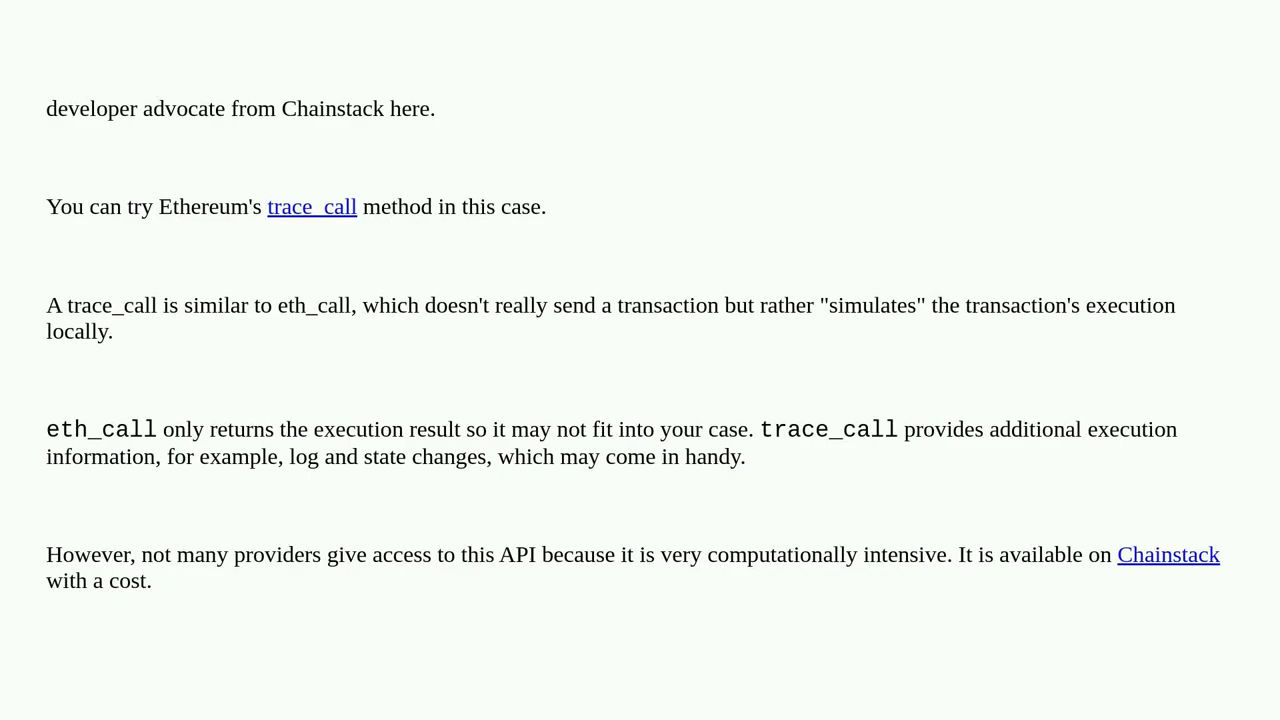 developer advocate from Chainstack here.
You can try Ethereum's trace_call method in this case.
A trace_call is similar to eth_call, which doesn't really send a transaction but rather "simulates" the transaction's execution
locally.
eth_call only returns the execution result so it may not fit into your case. trace_call provides additional execution
information, for example, log and state changes, which may come in handy.
However, not many providers give access to this API because it is very computationally intensive. It is available on Chainstack
with a cost.